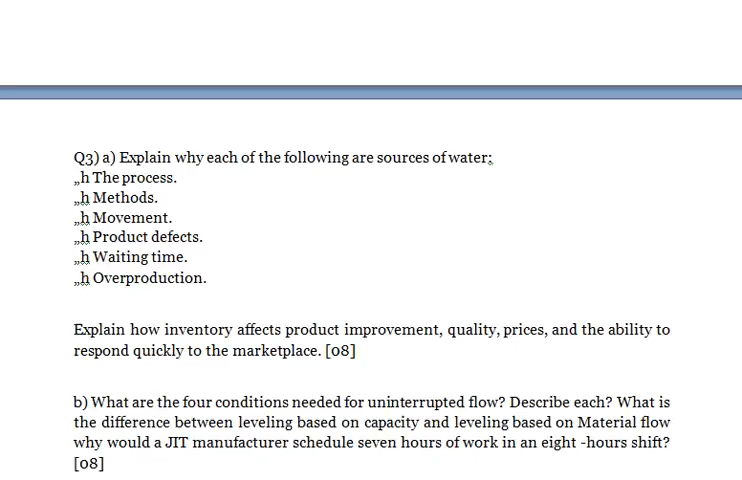 Q3) a) Explain why each of the following are sources of water;
„h The process.
„h Methods.
„h Movement.
„h Product defects.
„h Waiting time.
„h Overproduction.
Explain how inventory affects product improvement, quality, prices, and the ability to
respond quickly to the marketplace. [08]
b) What are the four conditions needed for uninterrupted flow? Describe each? What is
the difference between leveling based on capacity and leveling based on Material flow
why would a JIT manufacturer schedule seven hours of work in an eight -hours shift?
[08]